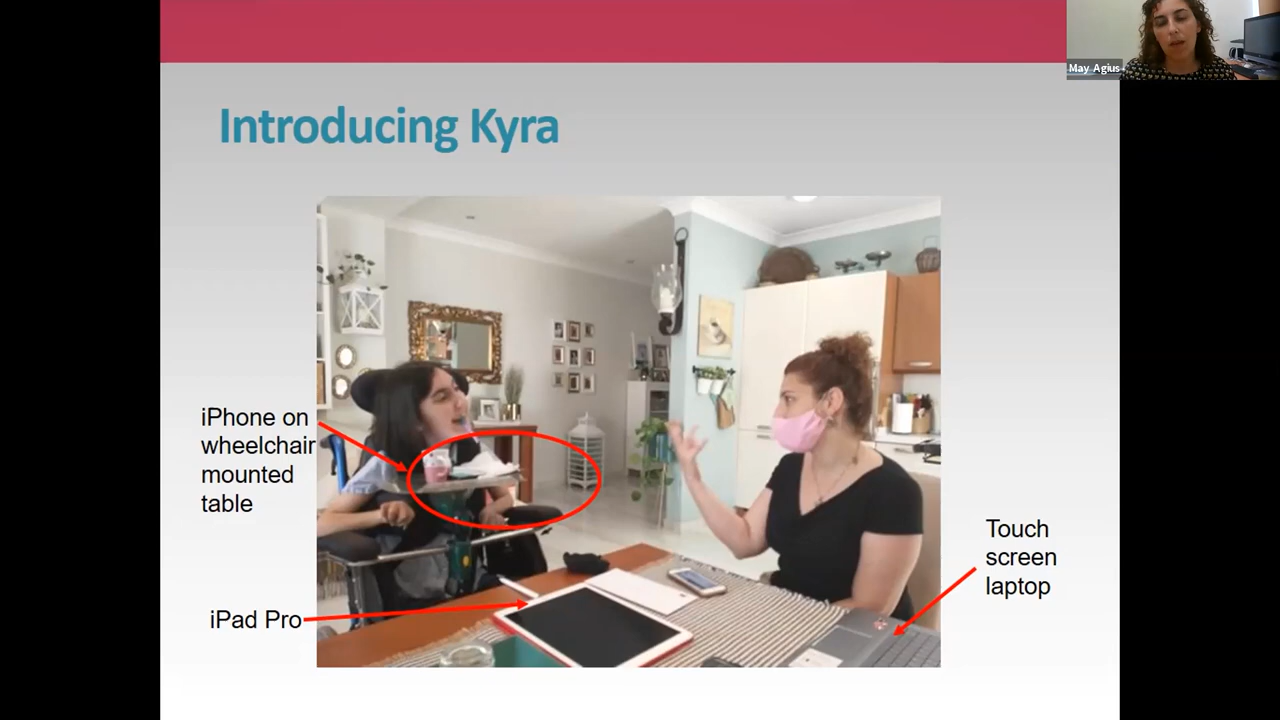 May Agius
Introducing Kyra
iPhone on
wheelchair
mounted
table
Touch
screen
laptop
iPad Pro